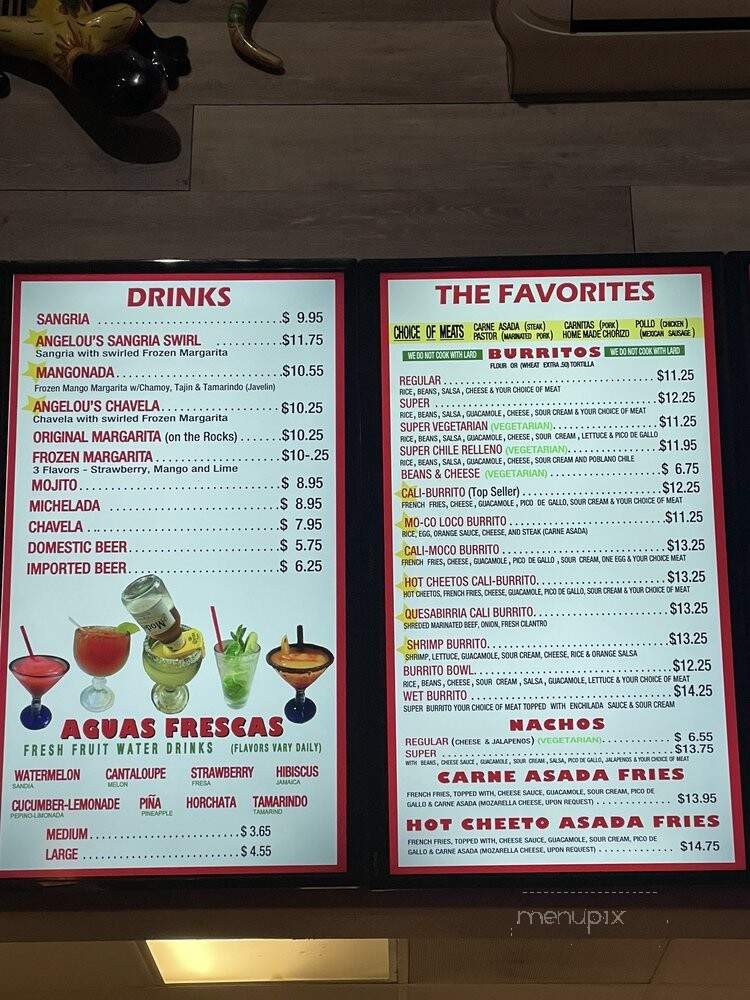 DRINKS
SANGRIA $ 9.95
ANGELOU'S SANGRIA SWIRL $11.75
Sangria with swirled Frozen Margarita
MANGONADA $10.55
Frozen Mango Margarita w/Chamoy, Tajin & Tamarindo (Javelin)
ANGELOU'S CHAVELA $10.25
Chavela with swirled Frozen Margarita
ORIGINAL MARGARITA (on the Rocks) $10.25
FROZEN MARGARITA $10-.25
3 Flavors - Strawberry, Mango and Lime
MOJITO $ 8.95
MICHELADA $ 8.95
CHAVELA $ 7.95
DOMESTIC BEER $ 5.75
IMPORTED BEER $ 6.25
AGUAS FRESCAS
FRESH FRUIT WATER DRINKS (FLAVORS VARY DAILY)
WATERMELON CANTALOUPE STRAWBERRY HIBISCUS
SANDIA MELON FRESA JAMAICA
CUCUMBER-LEMONADE PIÑA HORCHATA TAMARINDO
PEPINO-LIMONADA PINEAPPLE TAMARIND
MEDIUM $ 3.65
LARGE $ 4.55
THE FAVORITES
CHOICE OF MEATS CARNE ASADA (STEAK) CARNITAS (PORK) POLLO (CHICKEN)
PASTOR (MARINATED PORK) HOME MADE CHORIZO (MEXICAN SAUSAGE)
WE DO NOT COOK WITH LARD BURRITOS WE DO NOT COOK WITH LARD
FLOUR OR (WHEAT EXTRA .50) TORTILLA
REGULAR $11.25
RICE, BEANS, SALSA, CHEESE & YOUR CHOICE OF MEAT
SUPER $12.25
RICE, BEANS, SALSA, GUACAMOLE, CHEESE, SOUR CREAM & YOUR CHOICE OF MEAT
SUPER VEGETARIAN (VEGETARIAN) $11.25
RICE, BEANS, SALSA, GUACAMOLE, CHEESE, SOUR CREAM, LETTUCE & PICO DE GALLO
SUPER CHILE RELLENO (VEGETARIAN) $11.95
RICE, BEANS, SALSA, GUACAMOLE, CHEESE, SOUR CREAM AND POBLANO CHILE
BEANS & CHEESE (VEGETARIAN) $ 6.75
CALI-BURRITO (Top Seller) $12.25
FRENCH FRIES, CHEESE, GUACAMOLE, PICO DE GALLO, SOUR CREAM & YOUR CHOICE OF MEAT
MO-CO LOCO BURRITO $11.25
RICE, EGG, ORANGE SAUCE, CHEESE, AND STEAK (CARNE ASADA)
CALI-MOCO BURRITO $13.25
FRENCH FRIES, CHEESE, GUACAMOLE, PICO DE GALLO, SOUR CREAM, ONE EGG & YOUR CHOICE MEAT
HOT CHEETOS CALI-BURRITO $13.25
HOT CHEETOS, FRENCH FRIES, CHEESE, GUACAMOLE, PICO DE GALLO, SOUR CREAM & YOUR CHOICE OF MEAT
QUESABIRRIA CALI BURRITO $13.25
SHREDED MARINATED BEEF, ONION, FRESH CILANTRO
SHRIMP BURRITO $13.25
SHRIMP, LETTUCE, GUACAMOLE, SOUR CREAM, CHEESE, RICE & ORANGE SALSA
BURRITO BOWL $12.25
RICE, BEANS, CHEESE, SOUR CREAM, SALSA, GUACAMOLE, LETTUCE & YOUR CHOICE OF MEAT
WET BURRITO $14.25
SUPER BURRITO YOUR CHOICE OF MEAT TOPPED WITH ENCHILADA SAUCE & SOUR CREAM
NACHOS
REGULAR (CHEESE & JALAPENOS) (VEGETARIAN) $ 6.55
SUPER $13.75
WITH BEANS, CHEESE SAUCE, GUACAMOLE, SOUR CREAM, SALSA, PICO DE GALLO, JALAPENOS & YOUR CHOICE OF MEAT
CARNE ASADA FRIES
FRENCH FRIES, TOPPED WITH, CHEESE SAUCE, GUACAMOLE, SOUR CREAM, PICO DE
GALLO & CARNE ASADA (MOZARELLA CHEESE, UPON REQUEST) $13.95
HOT CHEETO ASADA FRIES
FRENCH FRIES, TOPPED WITH, CHEESE SAUCE, GUACAMOLE, SOUR CREAM, PICO DE
GALLO & CARNE ASADA (MOZARELLA CHEESE, UPON REQUEST) $14.75
menupix